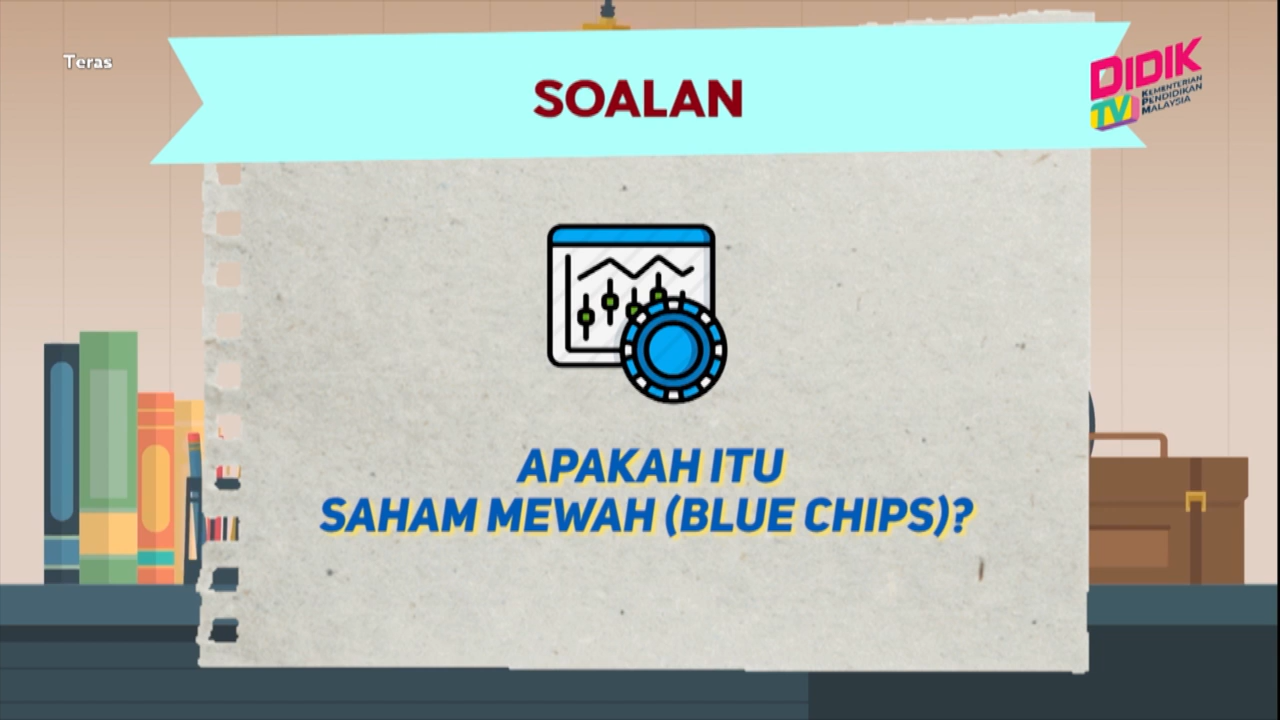 Teras
SOALAN
DIDIK
TV
KEMENTERIAN
PENDIDIKAN
MALAYSIA
APAKAH ITU
SAHAM MEWAH (BLUE CHIPS)?